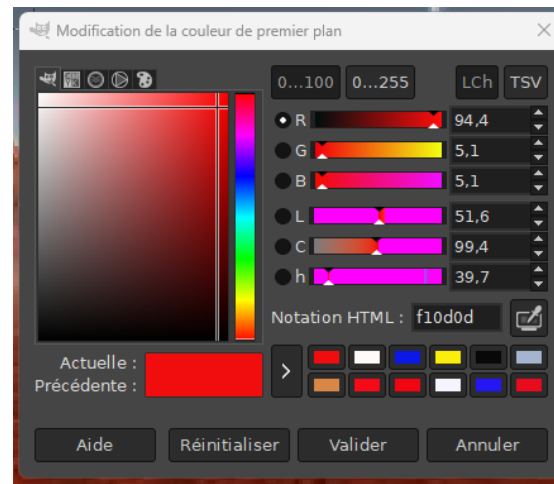 Modification de la couleur de premier plan
0...100 0...255 LCh TSV
R 94,4
G 5,1
B 5,1
L 51,6
C 99,4
h 39,7
Notation HTML : f10d0d
Actuelle :
Précédente :
Aide Réinitialiser Valider Annuler